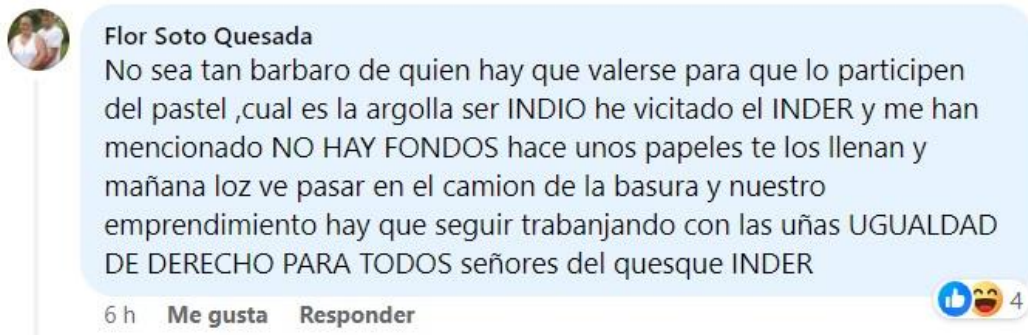 Flor Soto Quesada
No sea tan barbaro de quien hay que valerse para que lo participen
del pastel ,cual es la argolla ser INDIO he vicitado el INDER y me han
mencionado NO HAY FONDOS hace unos papeles te los llenan y
mañana loz ve pasar en el camion de la basura y nuestro
emprendimiento hay que seguir trabanjando con las uñas UGUALDAD
DE DERECHO PARA TODOS señores del quesque INDER
6 h Me gusta Responder 4